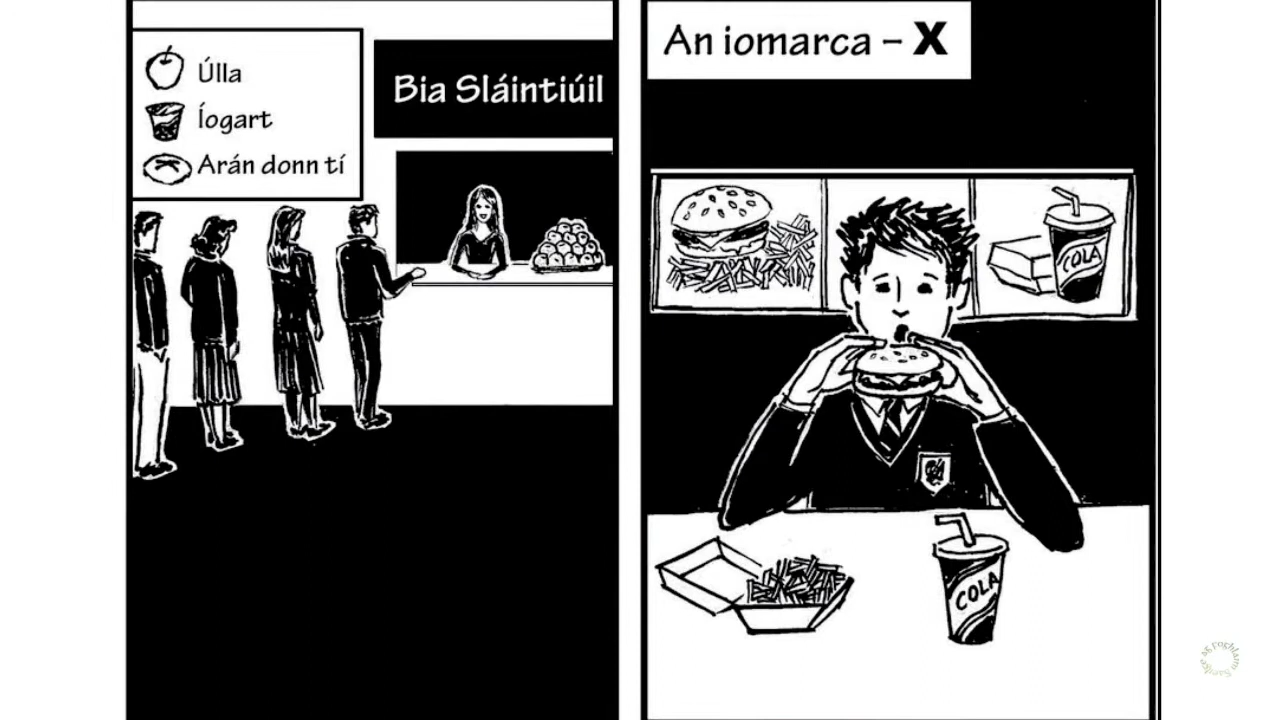 Úlla
Íogart
Arán donn tí
Bia Sláintiúil
An iomarca – X
COLA
COLA